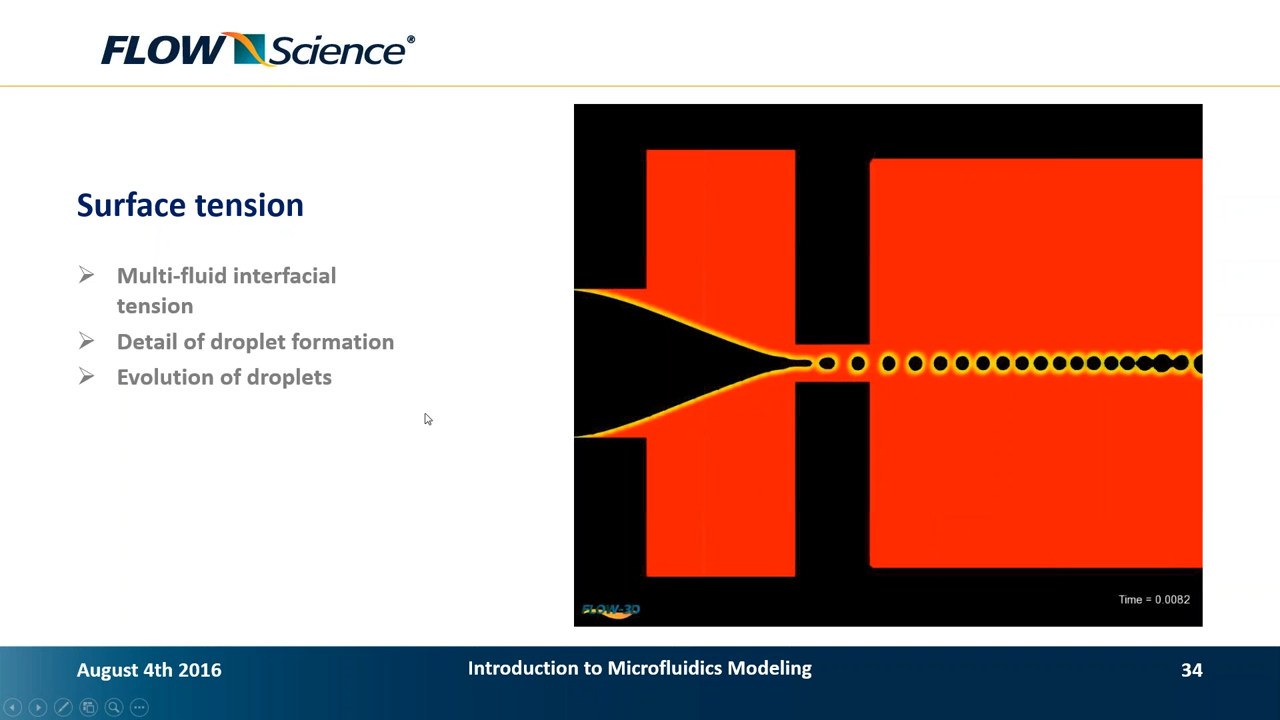 FLOW Science®
Surface tension
Multi-fluid interfacial
tension
Detail of droplet formation
Evolution of droplets
Time = 0.0082
FLOW-3D
August 4th 2016
Introduction to Microfluidics Modeling
34